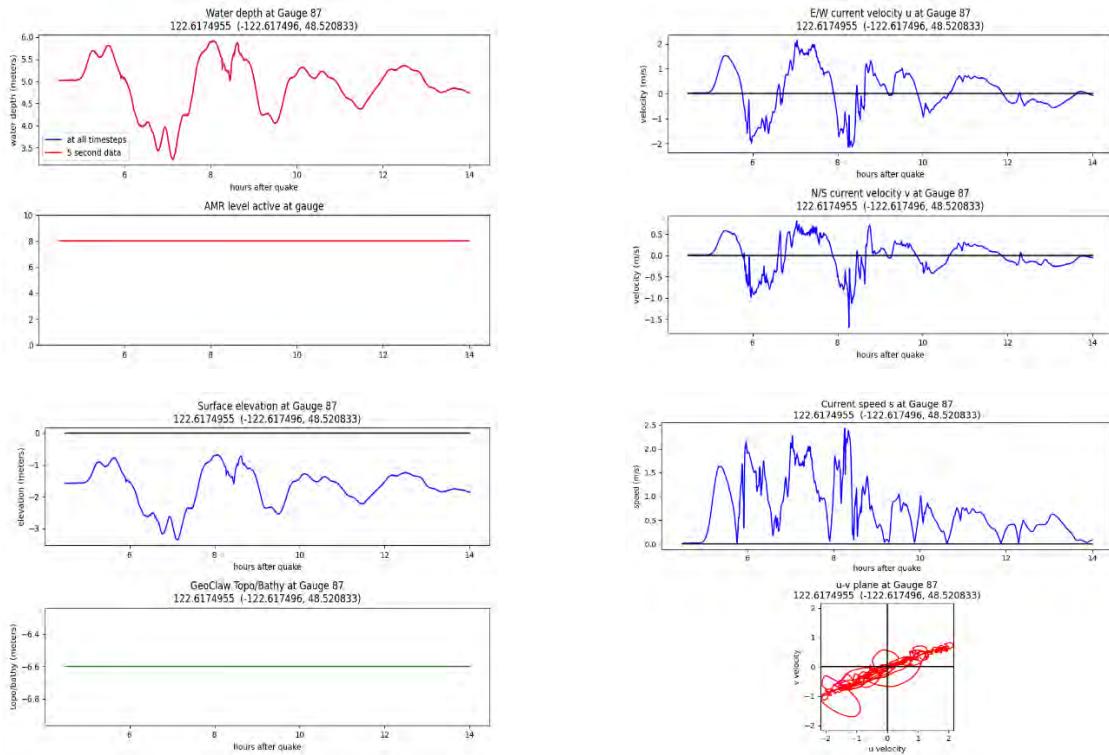 Water depth at Gauge 87
122.6174955 (-122.617496, 48.520833)
water depth (meters)
6.0
5.5
5.0
4.5
4.0
3.5
at all timesteps
5 second data
6 8 10 12 14
hours after quake
AMR level active at gauge
10
8
6
4
2
0
6 8 10 12 14
hours after quake
Surface elevation at Gauge 87
122.6174955 (-122.617496, 48.520833)
elevation (meters)
0
−1
−2
−3
6 8 10 12 14
hours after quake
GeoClaw Topo/Bathy at Gauge 87
122.6174955 (-122.617496, 48.520833)
topo/bathy (meters)
−6.4
−6.6
−6.8
6 8 10 12 14
hours after quake
E/W current velocity u at Gauge 87
122.6174955 (-122.617496, 48.520833)
velocity (m/s)
2
1
0
−1
−2
6 8 10 12 14
hours after quake
N/S current velocity v at Gauge 87
122.6174955 (-122.617496, 48.520833)
velocity (m/s)
0.5
0.0
−0.5
−1.0
−1.5
6 8 10 12 14
hours after quake
Current speed s at Gauge 87
122.6174955 (-122.617496, 48.520833)
speed (m/s)
2.5
2.0
1.5
1.0
0.5
0.0
6 8 10 12 14
hours after quake
u-v plane at Gauge 87
122.6174955 (-122.617496, 48.520833)
v velocity
2
1
0
−1
−2
−2 −1 0 1 2
u velocity